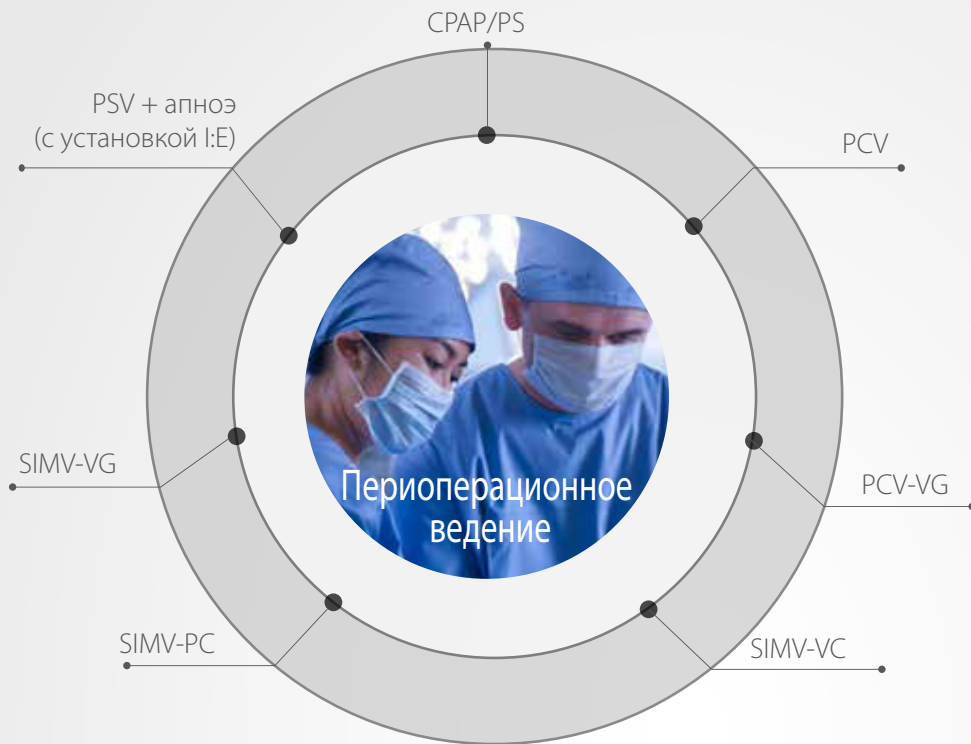 CPAP/PS
PSV + апноэ
(с установкой I:E)
PCV
SIMV-VG
PCV-VG
Периоперационное
ведение
SIMV-PC
SIMV-VC